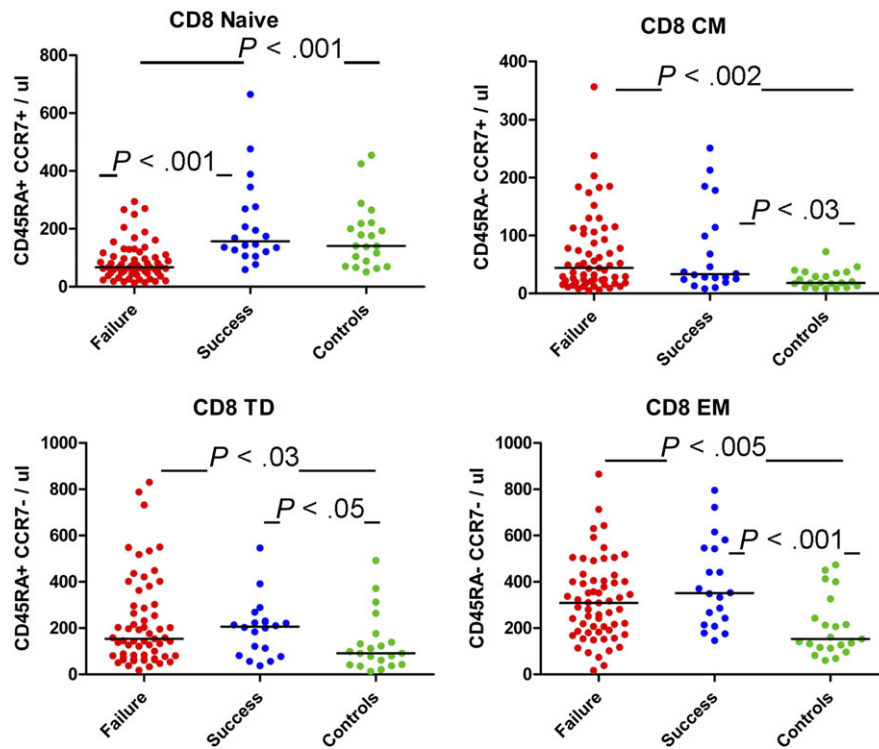 CD8 Naive
CD45RA+ CCR7+ / ul
800
600
400
200
0
P < .001
P < .001
Failure
Success
Controls
CD8 CM
CD45RA- CCR7+ / ul
400
300
200
100
0
P < .002
P < .03
Failure
Success
Controls
CD8 TD
CD45RA+ CCR7- / ul
1000
800
600
400
200
0
P < .03
P < .05
Failure
Success
Controls
CD8 EM
CD45RA- CCR7- / ul
1000
800
600
400
200
0
P < .005
P < .001
Failure
Success
Controls